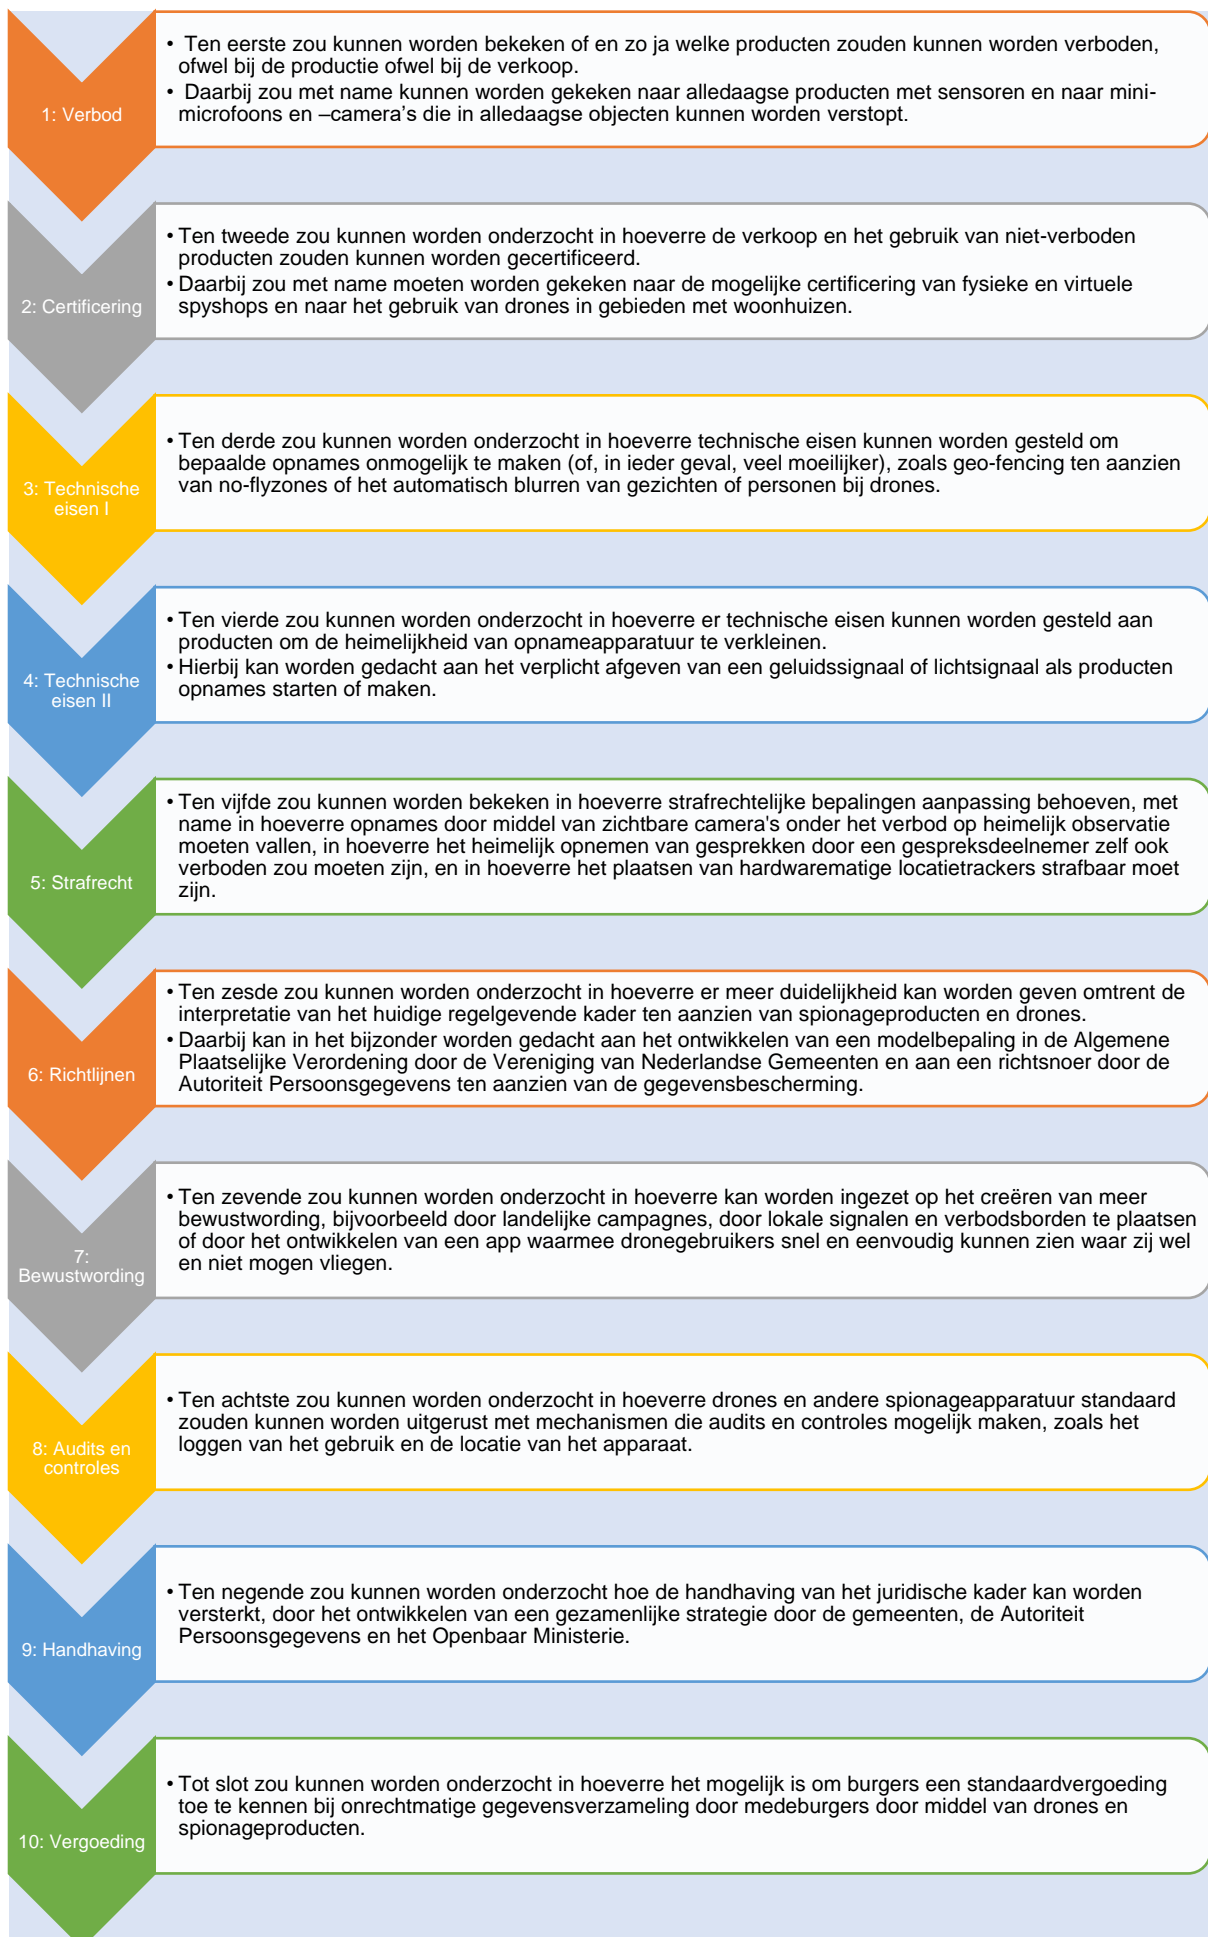 1: Verbod
• Ten eerste zou kunnen worden bekeken of en zo ja welke producten zouden kunnen worden verboden,
ofwel bij de productie ofwel bij de verkoop.
• Daarbij zou met name kunnen worden gekeken naar alledaagse producten met sensoren en naar mini-
microfoons en –camera’s die in alledaagse objecten kunnen worden verstopt.
2: Certificering
• Ten tweede zou kunnen worden onderzocht in hoeverre de verkoop en het gebruik van niet-verboden
producten zouden kunnen worden gecertificeerd.
• Daarbij zou met name moeten worden gekeken naar de mogelijke certificering van fysieke en virtuele
spyshops en naar het gebruik van drones in gebieden met woonhuizen.
3: Technische
eisen I
• Ten derde zou kunnen worden onderzocht in hoeverre technische eisen kunnen worden gesteld om
bepaalde opnames onmogelijk te maken (of, in ieder geval, veel moeilijker), zoals geo-fencing ten aanzien
van no-flyzones of het automatisch blurren van gezichten of personen bij drones.
4: Technische
eisen II
• Ten vierde zou kunnen worden onderzocht in hoeverre er technische eisen kunnen worden gesteld aan
producten om de heimelijkheid van opnameapparatuur te verkleinen.
• Hierbij kan worden gedacht aan het verplicht afgeven van een geluidssignaal of lichtsignaal als producten
opnames starten of maken.
5: Strafrecht
• Ten vijfde zou kunnen worden bekeken in hoeverre strafrechtelijke bepalingen aanpassing behoeven, met
name in hoeverre opnames door middel van zichtbare camera's onder het verbod op heimelijk observatie
moeten vallen, in hoeverre het heimelijk opnemen van gesprekken door een gespreksdeelnemer zelf ook
verboden zou moeten zijn, en in hoeverre het plaatsen van hardwarematige locatietrackers strafbaar moet
zijn.
6: Richtlijnen
• Ten zesde zou kunnen worden onderzocht in hoeverre er meer duidelijkheid kan worden geven omtrent de
interpretatie van het huidige regelgevende kader ten aanzien van spionageproducten en drones.
• Daarbij kan in het bijzonder worden gedacht aan het ontwikkelen van een modelbepaling in de Algemene
Plaatselijke Verordening door de Vereniging van Nederlandse Gemeenten en aan een richtsnoer door de
Autoriteit Persoonsgegevens ten aanzien van de gegevensbescherming.
7:
Bewustwording
• Ten zevende zou kunnen worden onderzocht in hoeverre kan worden ingezet op het creëren van meer
bewustwording, bijvoorbeeld door landelijke campagnes, door lokale signalen en verbodsborden te plaatsen
of door het ontwikkelen van een app waarmee dronegebruikers snel en eenvoudig kunnen zien waar zij wel
en niet mogen vliegen.
8: Audits en
controles
• Ten achtste zou kunnen worden onderzocht in hoeverre drones en andere spionageapparatuur standaard
zouden kunnen worden uitgerust met mechanismen die audits en controles mogelijk maken, zoals het
loggen van het gebruik en de locatie van het apparaat.
9: Handhaving
• Ten negende zou kunnen worden onderzocht hoe de handhaving van het juridische kader kan worden
versterkt, door het ontwikkelen van een gezamenlijke strategie door de gemeenten, de Autoriteit
Persoonsgegevens en het Openbaar Ministerie.
10: Vergoeding
• Tot slot zou kunnen worden onderzocht in hoeverre het mogelijk is om burgers een standaardvergoeding
toe te kennen bij onrechtmatige gegevensverzameling door medeburgers door middel van drones en
spionageproducten.